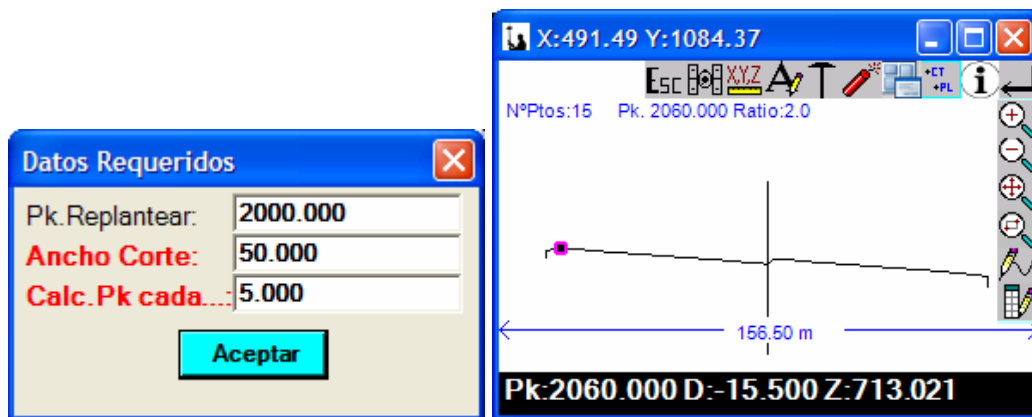 Datos Requeridos
Pk.Replantear: 2000.000
Ancho Corte: 50.000
Calc.Pk cada...: 5.000
Aceptar
X:491.49 Y:1084.37
ESC XYZ A +CT
+PL i
NºPtos:15 Pk. 2060.000 Ratio:2.0
156.50 m
Pk:2060.000 D:-15.500 Z:713.021